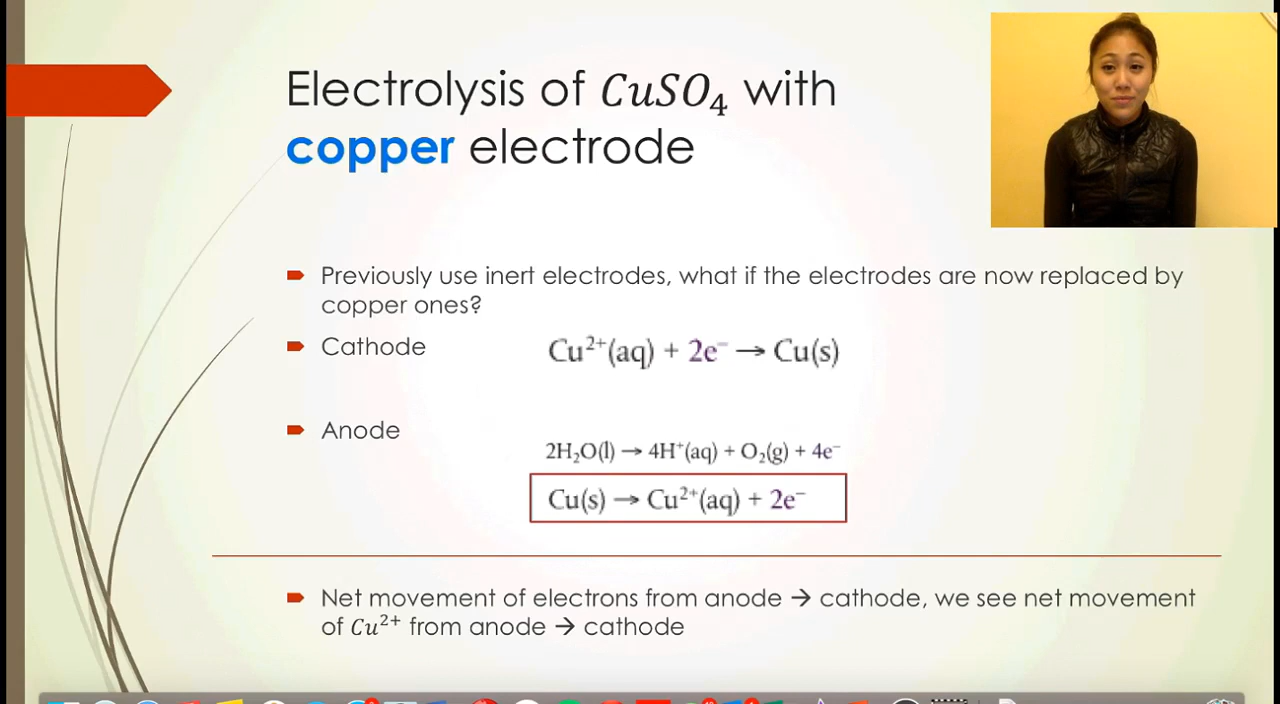 Electrolysis of CuSO₄ with
copper electrode
Previously use inert electrodes, what if the electrodes are now replaced by
copper ones?
Cathode
Cu²⁺(aq) + 2e⁻ → Cu(s)
Anode
2H₂O(l) → 4H⁺(aq) + O₂(g) + 4e⁻
Cu(s) → Cu²⁺(aq) + 2e⁻
Net movement of electrons from anode → cathode, we see net movement
of Cu²⁺ from anode → cathode